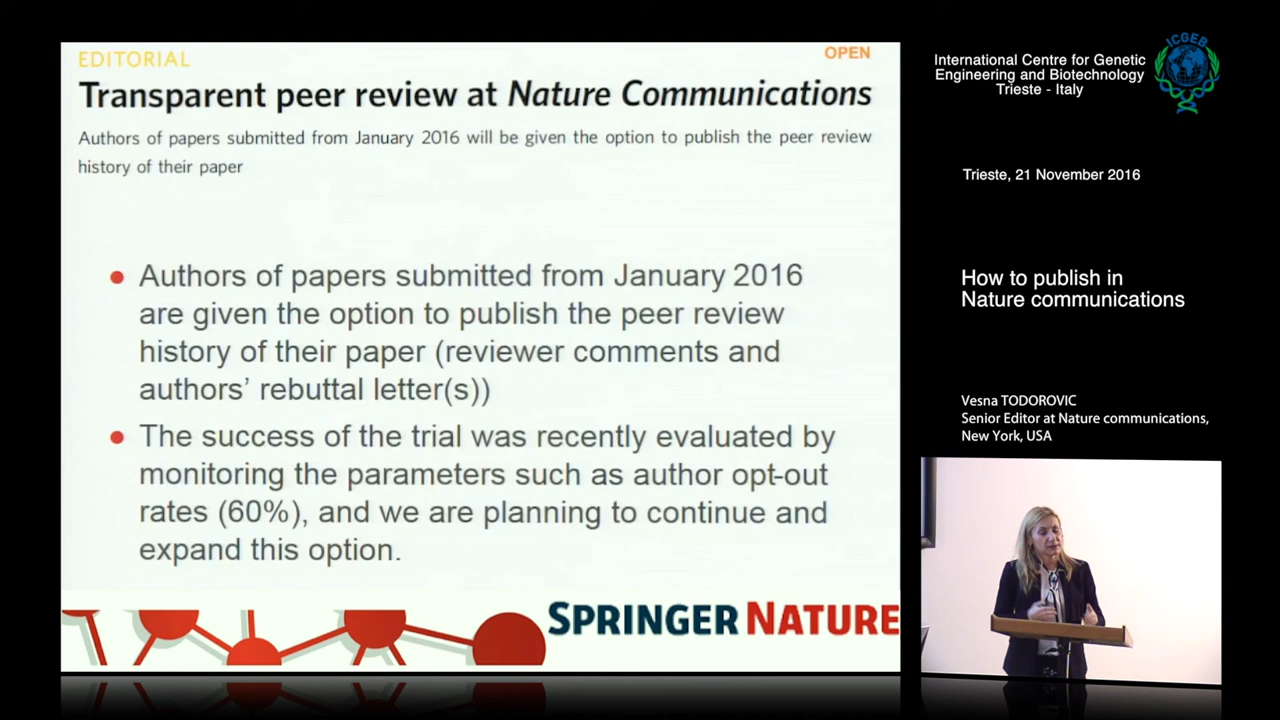 EDITORIAL
OPEN
Transparent peer review at Nature Communications
Authors of papers submitted from January 2016 will be given the option to publish the peer review
history of their paper
• Authors of papers submitted from January 2016
are given the option to publish the peer review
history of their paper (reviewer comments and
authors’ rebuttal letter(s))
• The success of the trial was recently evaluated by
monitoring the parameters such as author opt-out
rates (60%), and we are planning to continue and
expand this option.
SPRINGER NATURE
International Centre for Genetic
Engineering and Biotechnology
Trieste - Italy
ICGEB
Trieste, 21 November 2016
How to publish in
Nature communications
Vesna TODOROVIC
Senior Editor at Nature communications,
New York, USA